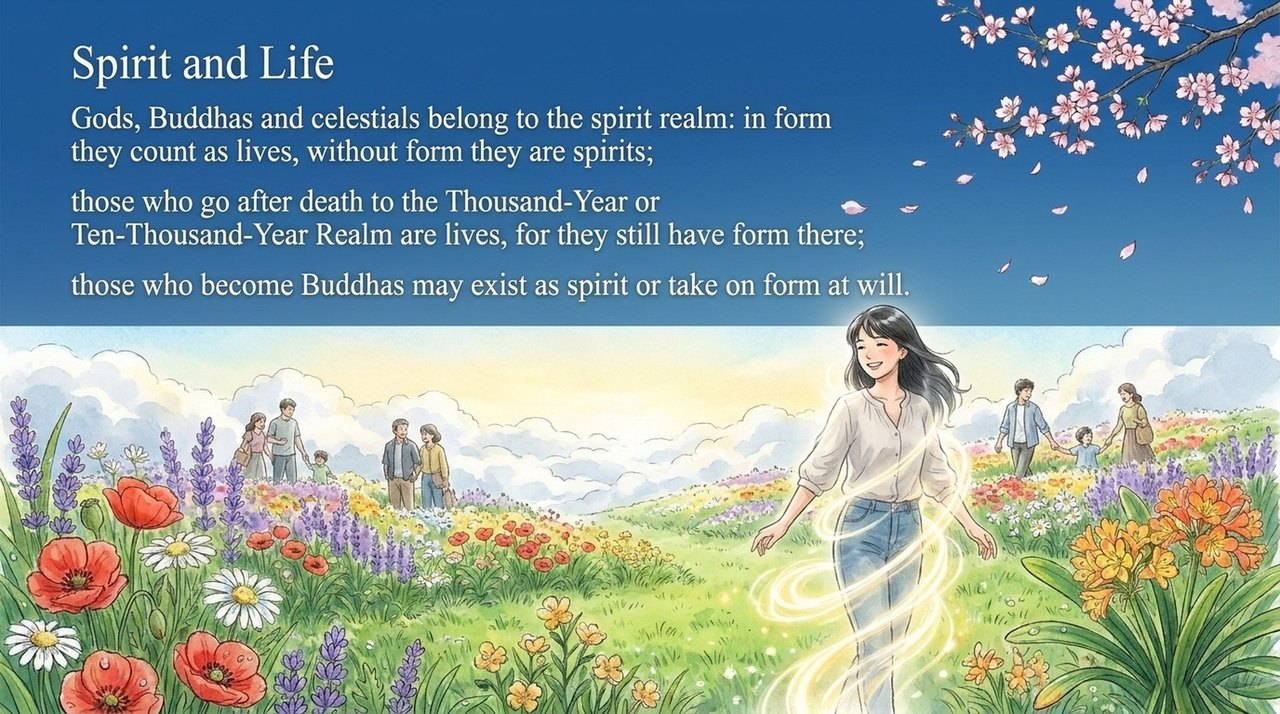 Spirit and Life
Gods, Buddhas and celestials belong to the spirit realm: in form
they count as lives, without form they are spirits;
those who go after death to the Thousand-Year or
Ten-Thousand-Year Realm are lives, for they still have form there;
those who become Buddhas may exist as spirit or take on form at will.